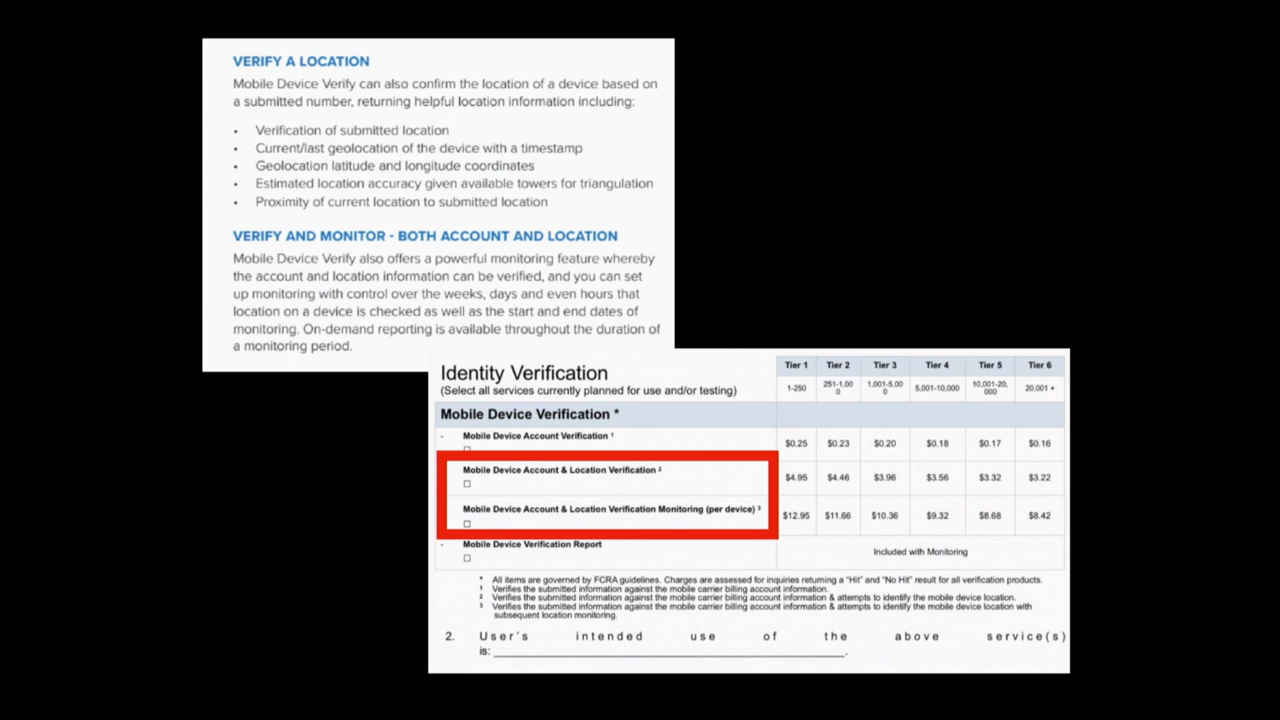 VERIFY A LOCATION
Mobile Device Verify can also confirm the location of a device based on
a submitted number, returning helpful location information including:
• Verification of submitted location
• Current/last geolocation of the device with a timestamp
• Geolocation latitude and longitude coordinates
• Estimated location accuracy given available towers for triangulation
• Proximity of current location to submitted location
VERIFY AND MONITOR - BOTH ACCOUNT AND LOCATION
Mobile Device Verify also offers a powerful monitoring feature whereby
the account and location information can be verified, and you can set
up monitoring with control over the weeks, days and even hours that
location on a device is checked as well as the start and end dates of
monitoring. On-demand reporting is available throughout the duration of
a monitoring period.
Identity Verification
(Select all services currently planned for use and/or testing)
Tier 1 Tier 2 Tier 3 Tier 4 Tier 5 Tier 6
1-250 251-1,00 1,001-5,00 5,001-10,000 10,001-20, 20,001 +
0 0 000
Mobile Device Verification *
- Mobile Device Account Verification ¹
☐
$0.25 $0.23 $0.20 $0.18 $0.17 $0.16
Mobile Device Account & Location Verification ²
☐
$4.95 $4.46 $3.96 $3.56 $3.32 $3.22
Mobile Device Account & Location Verification Monitoring (per device) ³
☐
$12.95 $11.66 $10.36 $9.32 $8.68 $8.42
- Mobile Device Verification Report
☐
Included with Monitoring
* All items are governed by FCRA guidelines. Charges are assessed for inquiries returning a "Hit" and "No Hit" result for all verification products.
¹ Verifies the submitted information against the mobile carrier billing account information.
² Verifies the submitted information against the mobile carrier billing account information & attempts to identify the mobile device location.
³ Verifies the submitted information against the mobile carrier billing account information & attempts to identify the mobile device location with
subsequent location monitoring.
2. User's intended use of the above service(s)
is: ____________________.